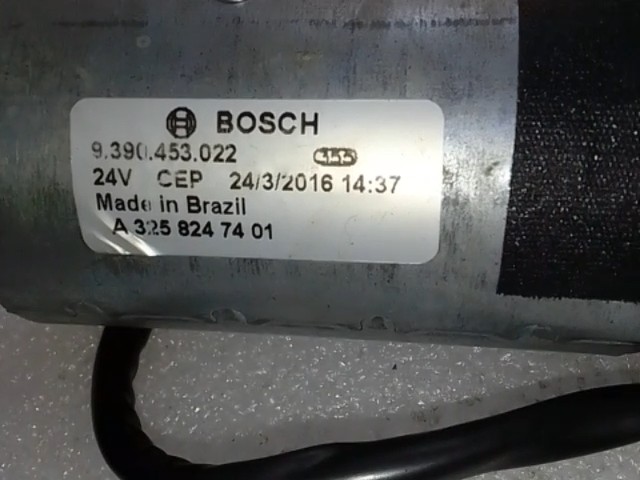 BOSCH
9.390.453.022
24V CEP 24/3/2016 14:37
Made in Brazil
A 325 824 74 01